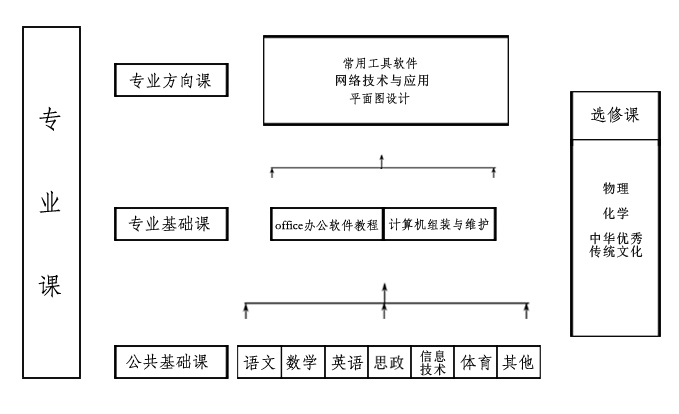 专
业
课
专业方向课
常用工具软件
网络技术与应用
平面图设计
专业基础课
office办公软件教程
计算机组装与维护
公共基础课
语文
数学
英语
思政
信息
技术
体育
其他
选修课
物理
化学
中华优秀
传统文化